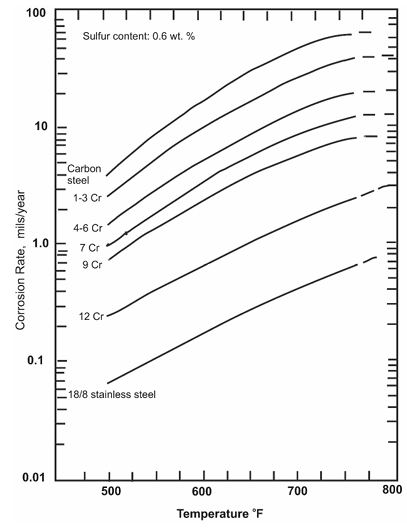 100
Sulfur content: 0.6 wt. %
10
Carbon
steel
1-3 Cr
4-6 Cr
1.0
7 Cr
9 Cr
Corrosion Rate, mils/year
12 Cr
0.1
18/8 stainless steel
0.01
500 600 700 800
Temperature °F